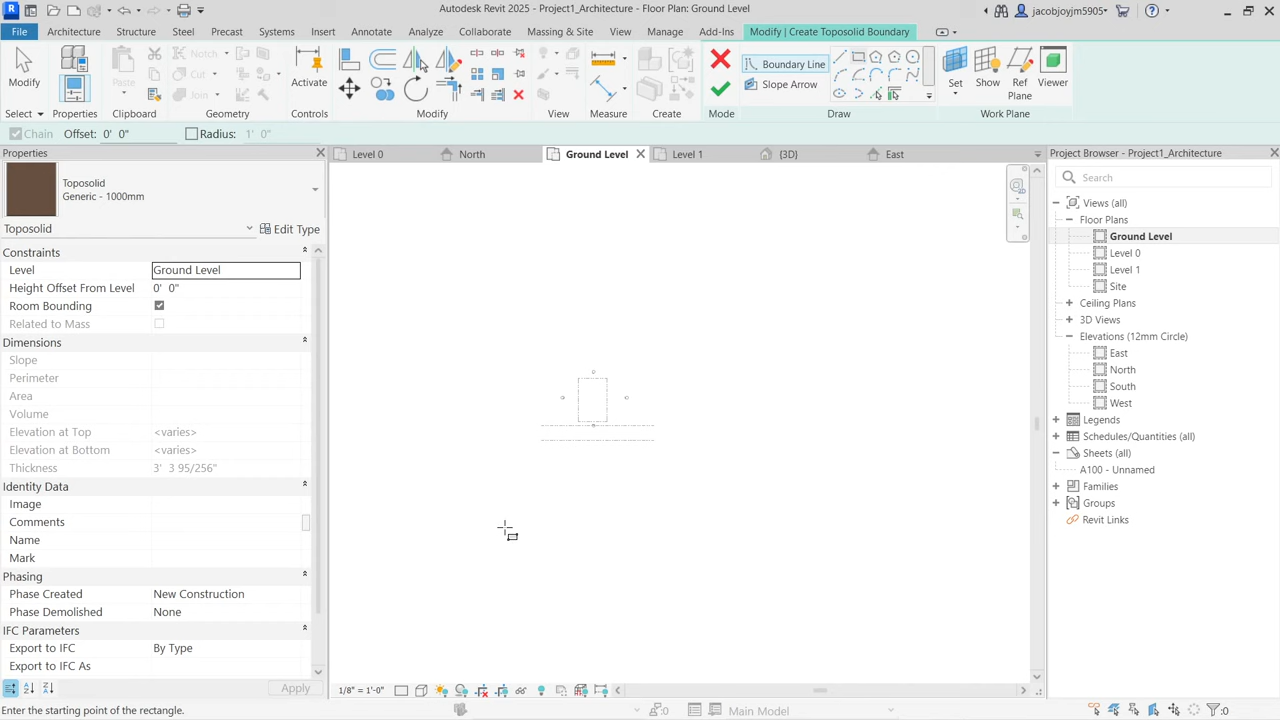 Autodesk Revit 2025 - Project1_Architecture - Floor Plan: Ground Level
jacobjoyjm5905
File Architecture Structure Steel Precast Systems Insert Annotate Analyze Collaborate Massing & Site View Manage Add-Ins Modify | Create Toposolid Boundary
Modify
Notch
Cut
Join
Activate
Boundary Line
Slope Arrow
Set Show Ref Plane Viewer
Select Properties Clipboard Geometry Controls Modify View Measure Create Mode Draw Work Plane
Chain Offset: 0' 0" Radius: 1' 0"
Properties
Level 0 North Ground Level Level 1 {3D} East
Project Browser - Project1_Architecture
Toposolid
Generic - 1000mm
Toposolid Edit Type
Constraints
Level Ground Level
Height Offset From Level 0' 0"
Room Bounding
Related to Mass
Dimensions
Slope
Perimeter
Area
Volume
Elevation at Top <varies>
Elevation at Bottom <varies>
Thickness 3' 3 95/256"
Identity Data
Image
Comments
Name
Mark
Phasing
Phase Created New Construction
Phase Demolished None
IFC Parameters
Export to IFC By Type
Export to IFC As
Apply
Search
Views (all)
Floor Plans
Ground Level
Level 0
Level 1
Site
Ceiling Plans
3D Views
Elevations (12mm Circle)
East
North
South
West
Legends
Schedules/Quantities (all)
Sheets (all)
A100 - Unnamed
Families
Groups
Revit Links
1/8" = 1'-0"
Enter the starting point of the rectangle.
:0
Main Model
:0